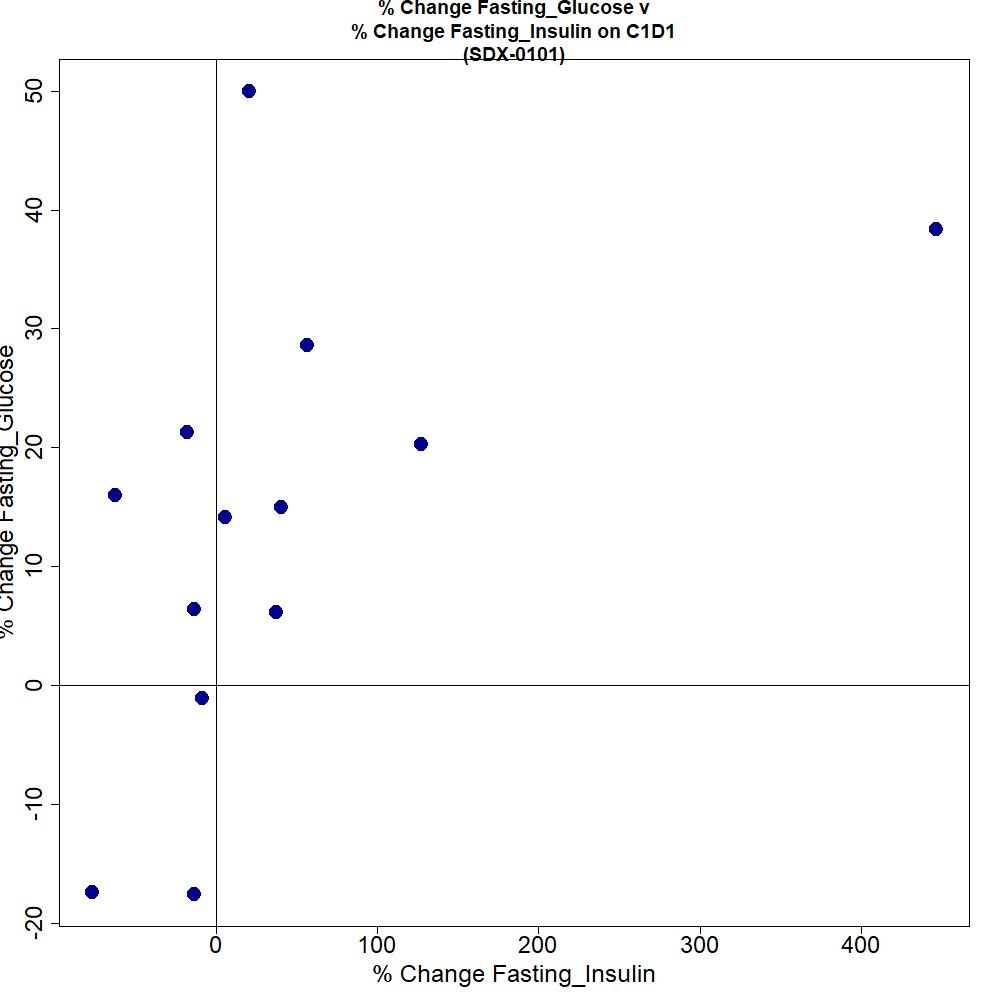 % Change Fasting_Glucose v
% Change Fasting_Insulin on C1D1
(SDX-0101)
% Change Fasting_Glucose
50
40
30
20
10
0
-10
-20
0
100
200
300
400
% Change Fasting_Insulin